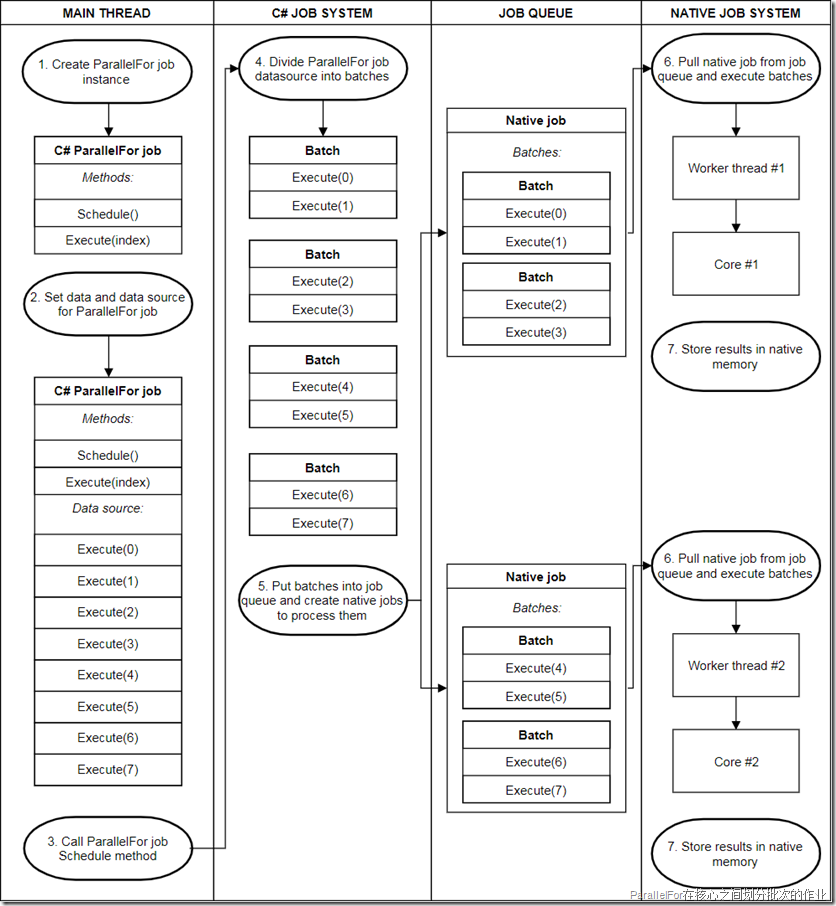 MAIN THREAD
1. Create ParallelFor job
instance
C# ParallelFor job
Methods:
Schedule()
Execute(index)
2. Set data and data source
for ParallelFor job
C# ParallelFor job
Methods:
Schedule()
Execute(index)
Data source:
Execute(0)
Execute(1)
Execute(2)
Execute(3)
Execute(4)
Execute(5)
Execute(6)
Execute(7)
3. Call ParallelFor job
Schedule method
C# JOB SYSTEM
4. Divide ParallelFor job
datasource into batches
Batch
Execute(0)
Execute(1)
Batch
Execute(2)
Execute(3)
Batch
Execute(4)
Execute(5)
Batch
Execute(6)
Execute(7)
5. Put batches into job
queue and create native jobs
to process them
JOB QUEUE
Native job
Batches:
Batch
Execute(0)
Execute(1)
Batch
Execute(2)
Execute(3)
Native job
Batches:
Batch
Execute(4)
Execute(5)
Batch
Execute(6)
Execute(7)
NATIVE JOB SYSTEM
6. Pull native job from job
queue and execute batches
Worker thread #1
Core #1
7. Store results in native
memory
6. Pull native job from job
queue and execute batches
Worker thread #2
Core #2
7. Store results in native
memory
ParallelFor在核心之间划分批次的作业